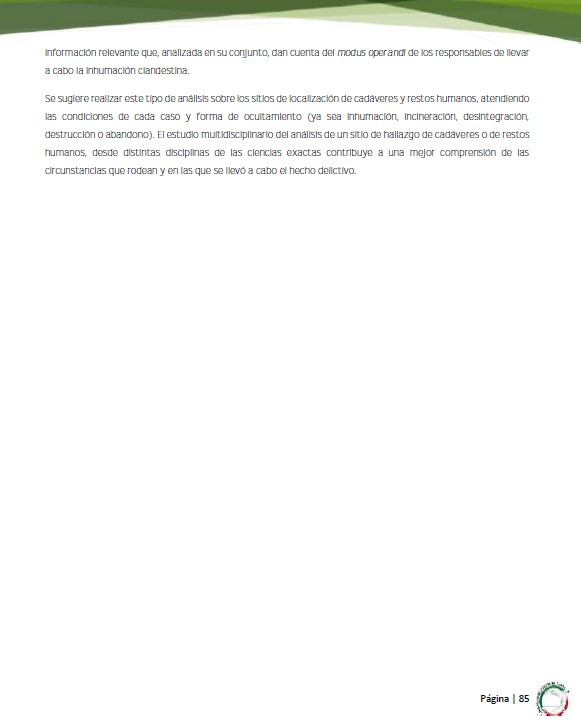 información relevante que, analizada en su conjunto, dan cuenta del modus operandi de los responsables de llevar
a cabo la inhumación clandestina.
Se sugiere realizar este tipo de análisis sobre los sitios de localización de cadáveres y restos humanos, atendiendo
las condiciones de cada caso y forma de ocultamiento (ya sea inhumación, incineración, desintegración,
destrucción o abandono). El estudio multidisciplinario del análisis de un sitio de hallazgo de cadáveres o de restos
humanos, desde distintas disciplinas de las ciencias exactas contribuye a una mejor comprensión de las
circunstancias que rodean y en las que se llevó a cabo el hecho delictivo.
Página | 85